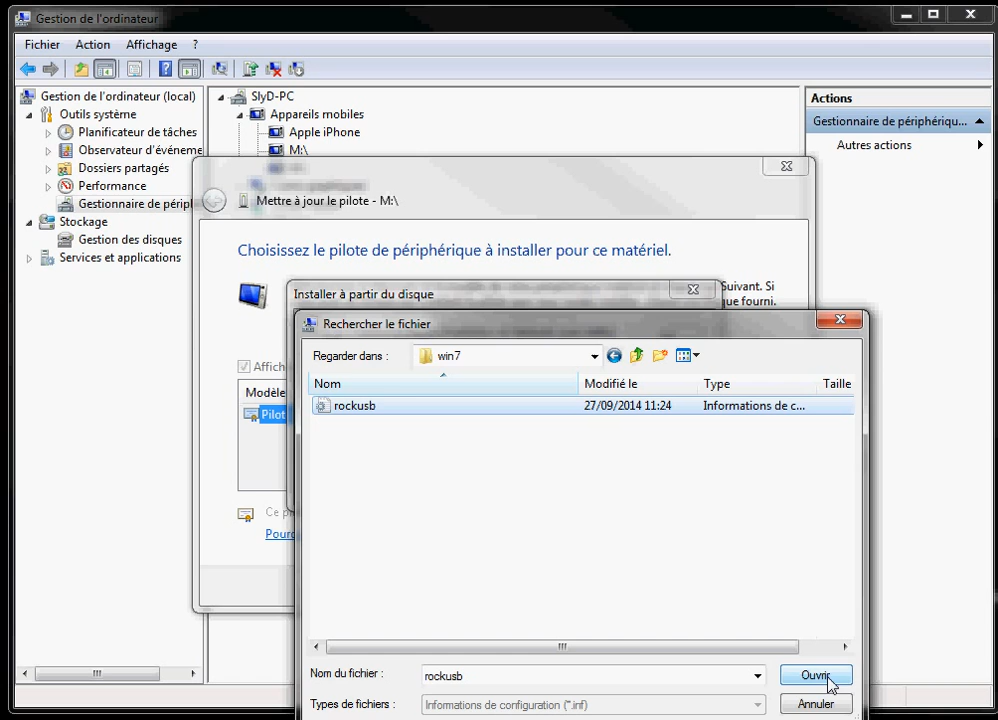 Gestion de l'ordinateur
Fichier Action Affichage ?
Gestion de l'ordinateur (local)
Outils système
Planificateur de tâches
Observateur d'événeme
Dossiers partagés
Performance
Gestionnaire de périph
Stockage
Gestion des disques
Services et applications
SlyD-PC
Appareils mobiles
Apple iPhone
M:\
Actions
Gestionnaire de périphériqu...
Autres actions
Mettre à jour le pilote - M:\
Choisissez le pilote de périphérique à installer pour ce matériel.
Suivant. Si
que fourni.
Affiche
Modèle
Pilot
Ce pi
Pourq
Installer à partir du disque
Rechercher le fichier
Regarder dans : win7
Nom Modifié le Type Taille
rockusb 27/09/2014 11:24 Informations de c...
Nom du fichier : rockusb Ouvrir
Types de fichiers : Informations de configuration (*.inf) Annuler